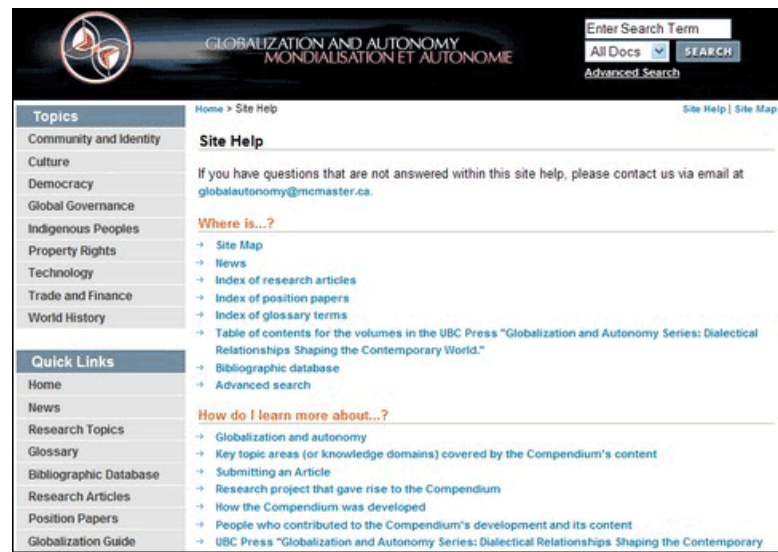 GLOBALIZATION AND AUTONOMY
MONDIALISATION ET AUTONOMIE
Enter Search Term
All Docs
SEARCH
Advanced Search
Topics
Community and Identity
Culture
Democracy
Global Governance
Indigenous Peoples
Property Rights
Technology
Trade and Finance
World History
Quick Links
Home
News
Research Topics
Glossary
Bibliographic Database
Research Articles
Position Papers
Globalization Guide
Home > Site Help
Site Help | Site Map
Site Help
If you have questions that are not answered within this site help, please contact us via email at
globalautonomy@mcmaster.ca.
Where is...?
→ Site Map
→ News
→ Index of research articles
→ Index of position papers
→ Index of glossary terms
→ Table of contents for the volumes in the UBC Press "Globalization and Autonomy Series: Dialectical
Relationships Shaping the Contemporary World."
→ Bibliographic database
→ Advanced search
How do I learn more about...?
→ Globalization and autonomy
→ Key topic areas (or knowledge domains) covered by the Compendium's content
→ Submitting an Article
→ Research project that gave rise to the Compendium
→ How the Compendium was developed
→ People who contributed to the Compendium's development and its content
→ UBC Press "Globalization and Autonomy Series: Dialectical Relationships Shaping the Contemporary